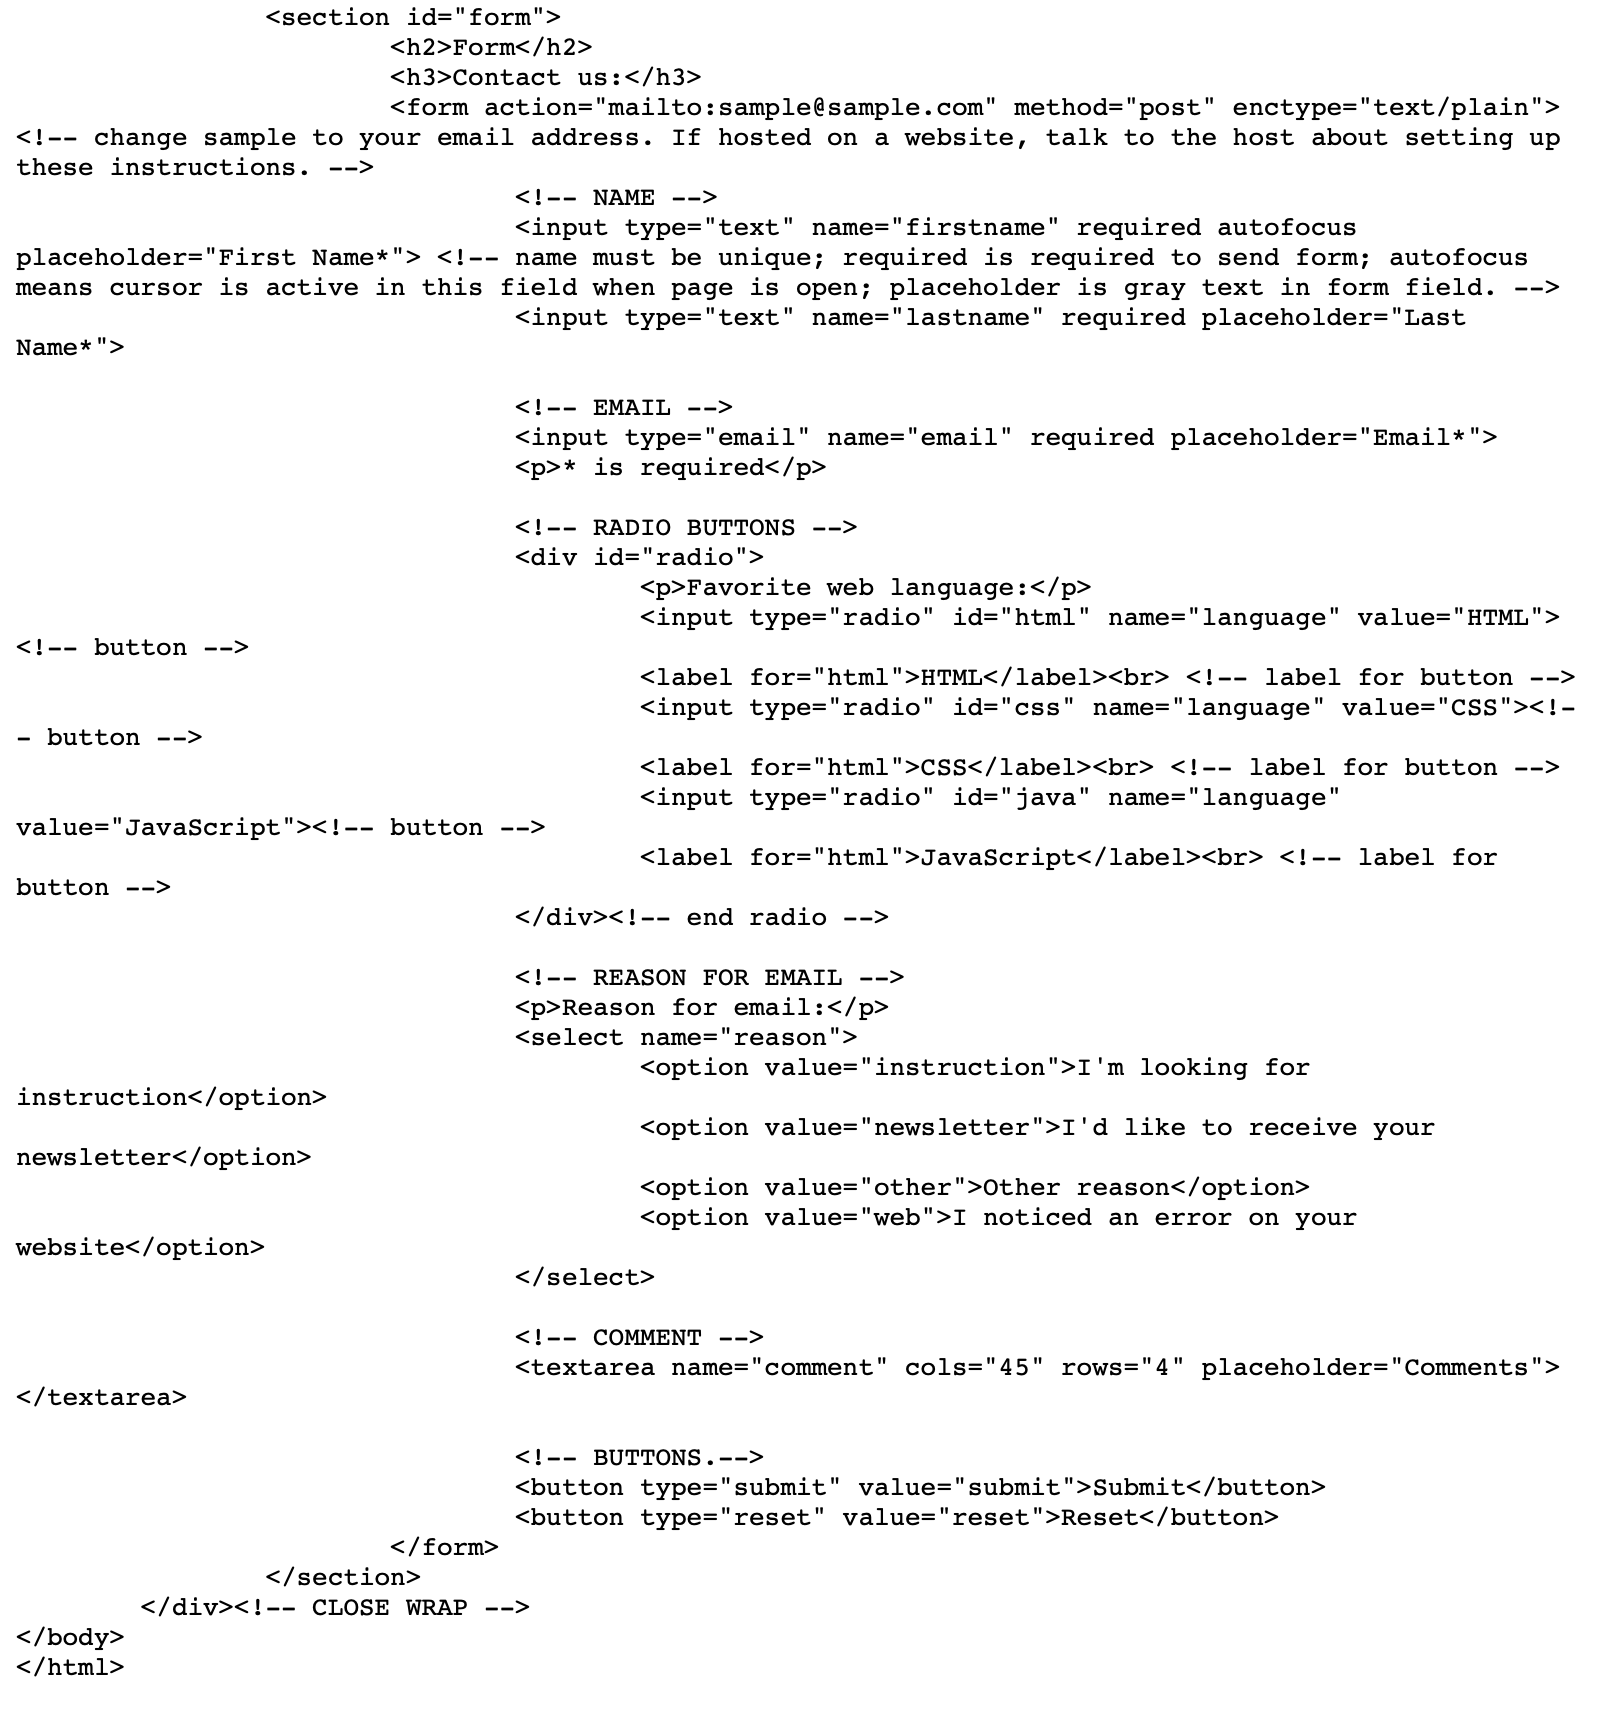 <section id="form">
<h2>Form</h2>
<h3>Contact us:</h3>
<form action="mailto:sample@sample.com" method="post" enctype="text/plain">
<!-- change sample to your email address. If hosted on a website, talk to the host about setting up
these instructions. -->
<!-- NAME -->
<input type="text" name="firstname" required autofocus
placeholder="First Name*"> <!-- name must be unique; required is required to send form; autofocus
means cursor is active in this field when page is open; placeholder is gray text in form field. -->
<input type="text" name="lastname" required placeholder="Last
Name*">
<!-- EMAIL -->
<input type="email" name="email" required placeholder="Email*">
<p>* is required</p>
<!-- RADIO BUTTONS -->
<div id="radio">
<p>Favorite web language:</p>
<input type="radio" id="html" name="language" value="HTML">
<!-- button -->
<label for="html">HTML</label><br> <!-- label for button -->
<input type="radio" id="css" name="language" value="CSS"><!-
- button -->
<label for="html">CSS</label><br> <!-- label for button -->
<input type="radio" id="java" name="language"
value="JavaScript"><!-- button -->
<label for="html">JavaScript</label><br> <!-- label for
button -->
</div><!-- end radio -->
<!-- REASON FOR EMAIL -->
<p>Reason for email:</p>
<select name="reason">
<option value="instruction">I'm looking for
instruction</option>
<option value="newsletter">I'd like to receive your
newsletter</option>
<option value="other">Other reason</option>
<option value="web">I noticed an error on your
website</option>
</select>
<!-- COMMENT -->
<textarea name="comment" cols="45" rows="4" placeholder="Comments">
</textarea>
<!-- BUTTONS.-->
<button type="submit" value="submit">Submit</button>
<button type="reset" value="reset">Reset</button>
</form>
</section>
</div><!-- CLOSE WRAP -->
</body>
</html>